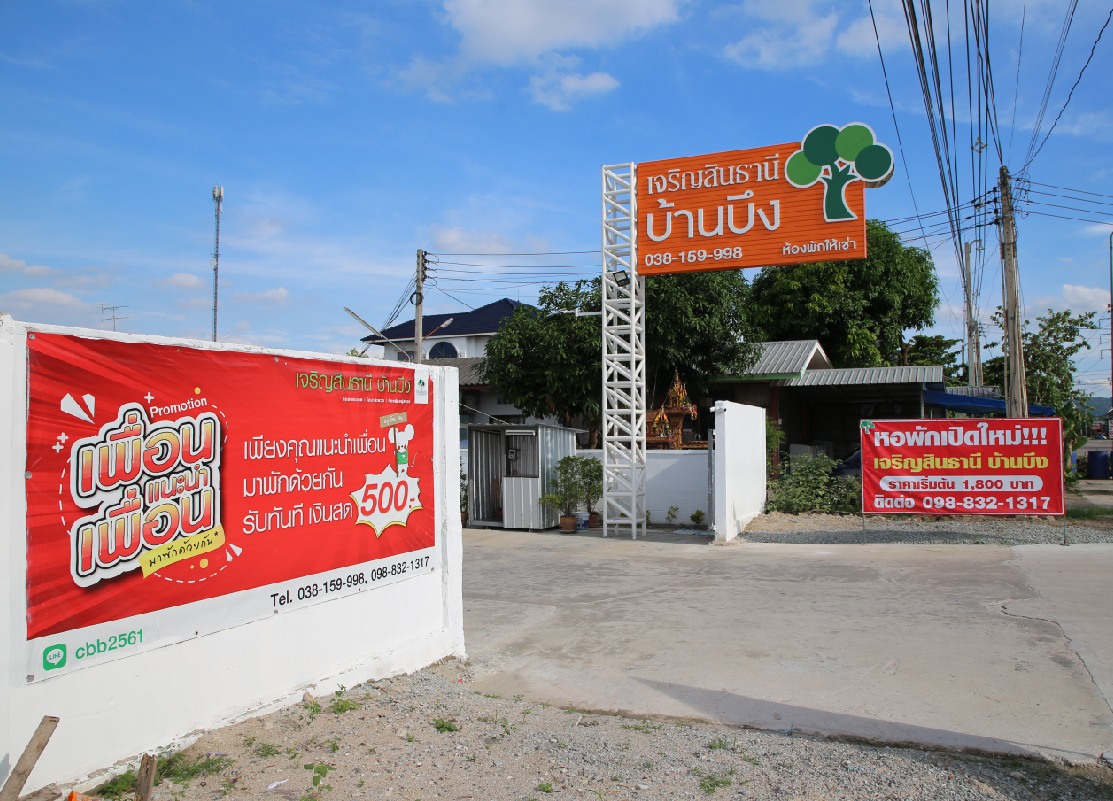 เจริญสินธานี
บ้านบึง
038-159-998 ห้องพักให้เช่า
เจริญสินธานี บ้านบึง
Promotion
เพื่อน
แนะนำ
เพื่อน
มาซ่าด้วยกัน*
เพียงคุณแนะนำเพื่อน
มาพักด้วยกัน
รับทันที เงินสด 500.-
Tel. 038-159-998, 098-832-1317
LINE cbb2561
หอพักเปิดใหม่!!!
เจริญสินธานี บ้านบึง
ราคาเริ่มต้น 1,800 บาท
ติดต่อ 098-832-1317